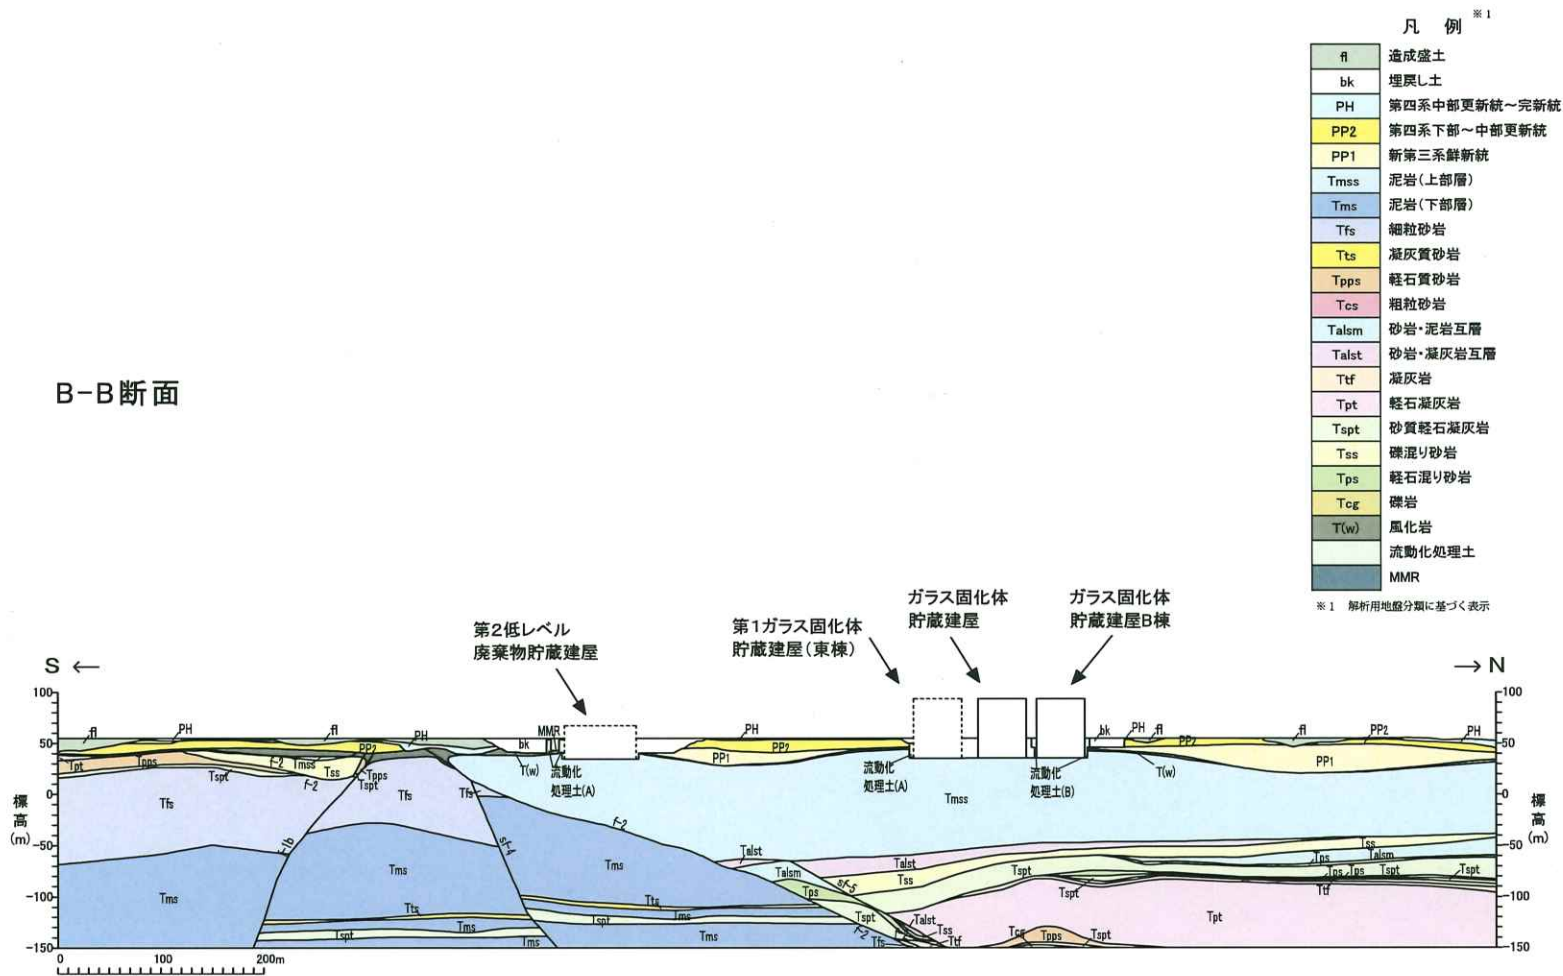 凡 例 ※1
fl 造成盛土
bk 埋戻し土
PH 第四系中部更新統～完新統
PP2 第四系下部～中部更新統
PP1 新第三系鮮新統
Tmss 泥岩(上部層)
Tms 泥岩(下部層)
Tfs 細粒砂岩
Tts 凝灰質砂岩
Tpps 軽石質砂岩
Tcs 粗粒砂岩
Talsm 砂岩・泥岩互層
Talst 砂岩・凝灰岩互層
Ttf 凝灰岩
Tpt 軽石凝灰岩
Tspt 砂質軽石凝灰岩
Tss 礫混り砂岩
Tps 軽石混り砂岩
Tcg 礫岩
T(w) 風化岩
流動化処理土
MMR
※1 解析用地盤分類に基づく表示
B-B断面
第2低レベル
廃棄物貯蔵建屋
第1ガラス固化体
貯蔵建屋(東棟)
ガラス固化体
貯蔵建屋
ガラス固化体
貯蔵建屋B棟
S ←
→ N
100
50
0
-50
-100
-150
標高(m)
100
50
0
-50
-100
-150
標高(m)
fl PH fl PH MMR PH bk PH fl fl PP2 PH
PP2 bk PP2 PP2
Tpt Tpps f-2 Tmss Tss Tpps T(w) PP1 T(w) PP1
Tspt f-2 Tspt
流動化
処理土(A)
流動化
処理土(A)
流動化
処理土(B)
Tfs Tfs Tfs Tmss
f-1b sf-4 f-2
Talst Talst Tss
Tms Tms Talsm sf-5 Tss Tspt Tps Talsm
Tms Tps Tspt Tps Tps Tspt Tspt
Ttf
Tts Tts Tms Tspt Talst Tpt
Tms Tspt Tss
Tspt Tms Tms f-2 Tfs Ttf Tcg Tpps Tspt
0 100 200m